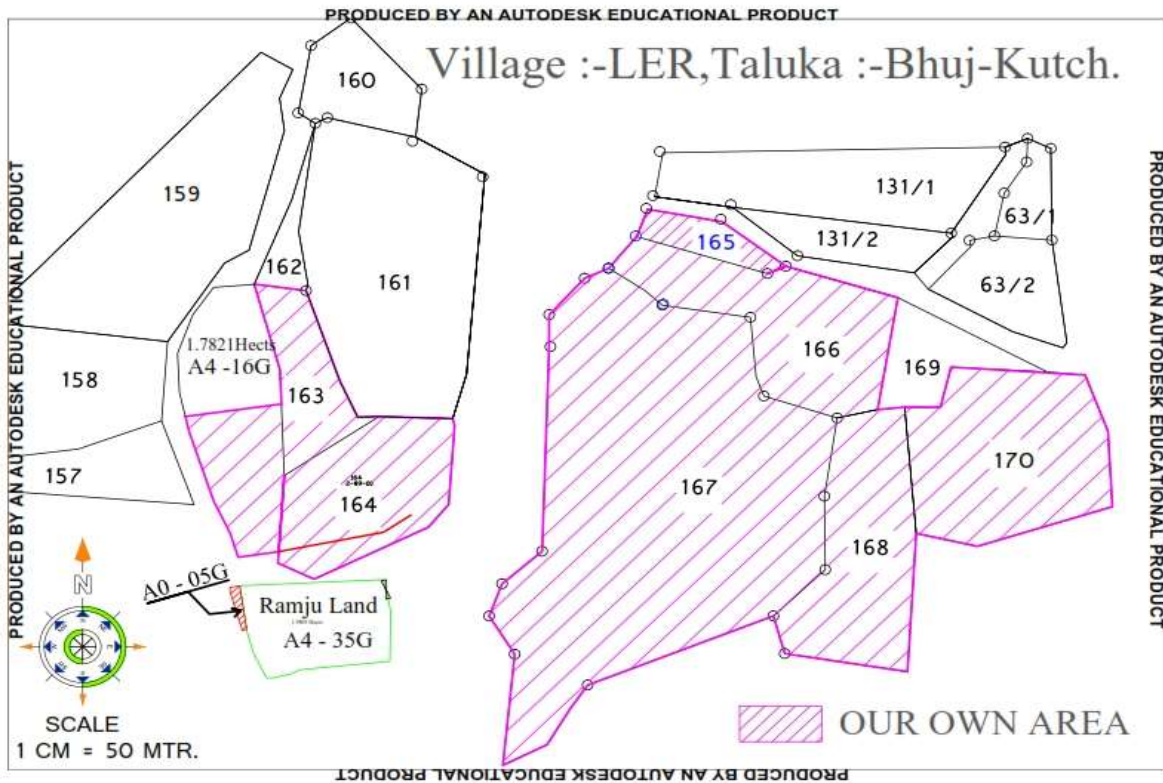 PRODUCED BY AN AUTODESK EDUCATIONAL PRODUCT
Village :-LER,Taluka :-Bhuj-Kutch.
160
159
131/1
63/1
165
131/2
162
161
63/2
1.7821Hects
A4 -16G
166
158
163
169
157
164
167
170
168
N
A0 - 05G
Ramju Land
A4 - 35G
SCALE
1 CM = 50 MTR.
OUR OWN AREA
PRODUCED BY AN AUTODESK EDUCATIONAL PRODUCT
PRODUCED BY AN AUTODESK EDUCATIONAL PRODUCT
PRODUCED BY AN AUTODESK EDUCATIONAL PRODUCT